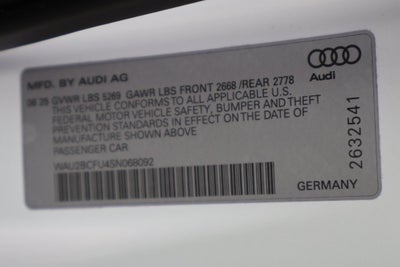 MFD. BY AUDI AG
08 25 GVWR LBS 5269 GAWR LBS FRONT 2668 /REAR 2778
THIS VEHICLE CONFORMS TO ALL APPLICABLE U.S.
FEDERAL MOTOR VEHICLE SAFETY, BUMPER AND THEFT
PREVENTION STANDARDS IN EFFECT ON THE DATE OF
MANUFACTURE SHOWN ABOVE.
PASSENGER CAR
WAU2BCFU4SN068092
Audi
2632541
GERMANY